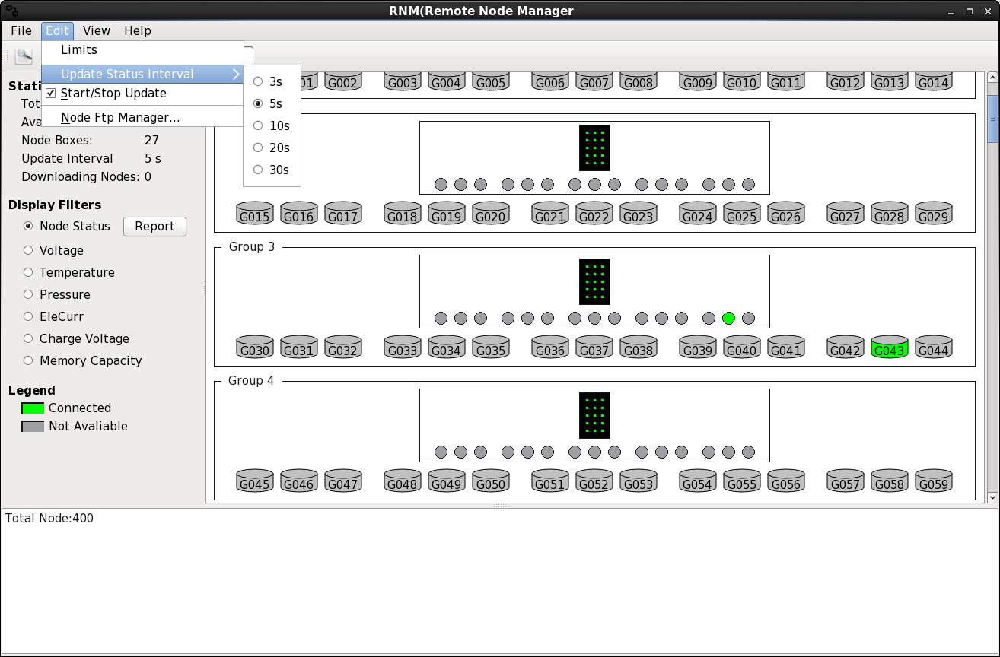 RNM(Remote Node Manager
File Edit View Help
Limits
Update Status Interval
Start/Stop Update
Node Ftp Manager...
3s
5s
10s
20s
30s
Node Boxes: 27
Update Interval 5 s
Downloading Nodes: 0
Display Filters
Node Status Report
Voltage
Temperature
Pressure
EleCurr
Charge Voltage
Memory Capacity
Legend
Connected
Not Avaliable
G002 G003 G004 G005 G006 G007 G008 G009 G010 G011 G012 G013 G014
G015 G016 G017 G018 G019 G020 G021 G022 G023 G024 G025 G026 G027 G028 G029
Group 3
G030 G031 G032 G033 G034 G035 G036 G037 G038 G039 G040 G041 G042 G043 G044
Group 4
G045 G046 G047 G048 G049 G050 G051 G052 G053 G054 G055 G056 G057 G058 G059
Total Node:400